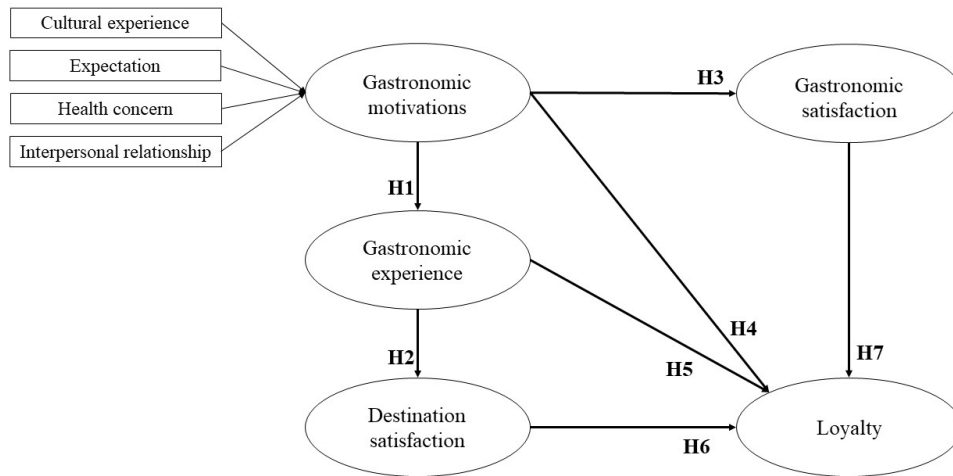 Cultural experience
Expectation
Health concern
Interpersonal relationship
Gastronomic
motivations
H3
Gastronomic
satisfaction
H1
Gastronomic
experience
H4
H2
H5
H7
Destination
satisfaction
H6
Loyalty